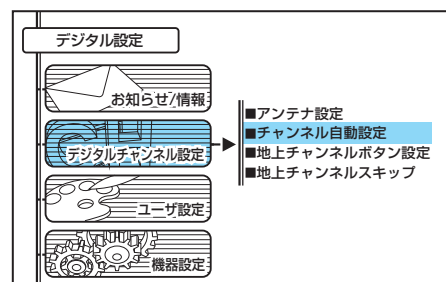 デジタル設定
お知らせ/情報
デジタルチャンネル設定
■アンテナ設定
■チャンネル自動設定
■地上チャンネルボタン設定
■地上チャンネルスキップ
ユーザ設定
機器設定